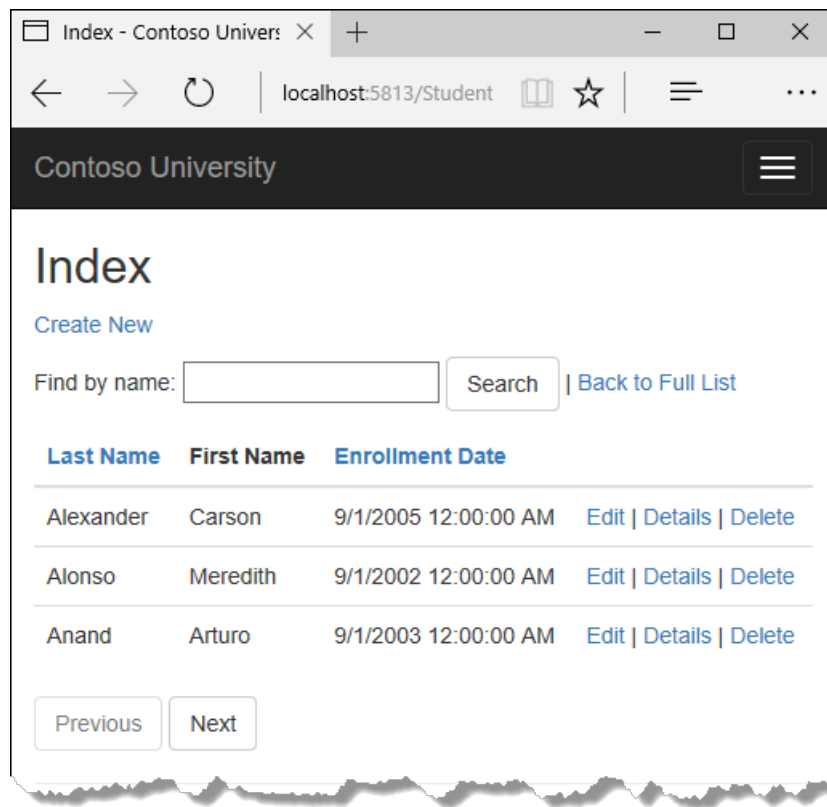 Index - Contoso Univers
localhost:5813/Student
Contoso University
Index
Create New
Find by name: Search | Back to Full List
Last Name First Name Enrollment Date
Alexander Carson 9/1/2005 12:00:00 AM Edit | Details | Delete
Alonso Meredith 9/1/2002 12:00:00 AM Edit | Details | Delete
Anand Arturo 9/1/2003 12:00:00 AM Edit | Details | Delete
Previous Next